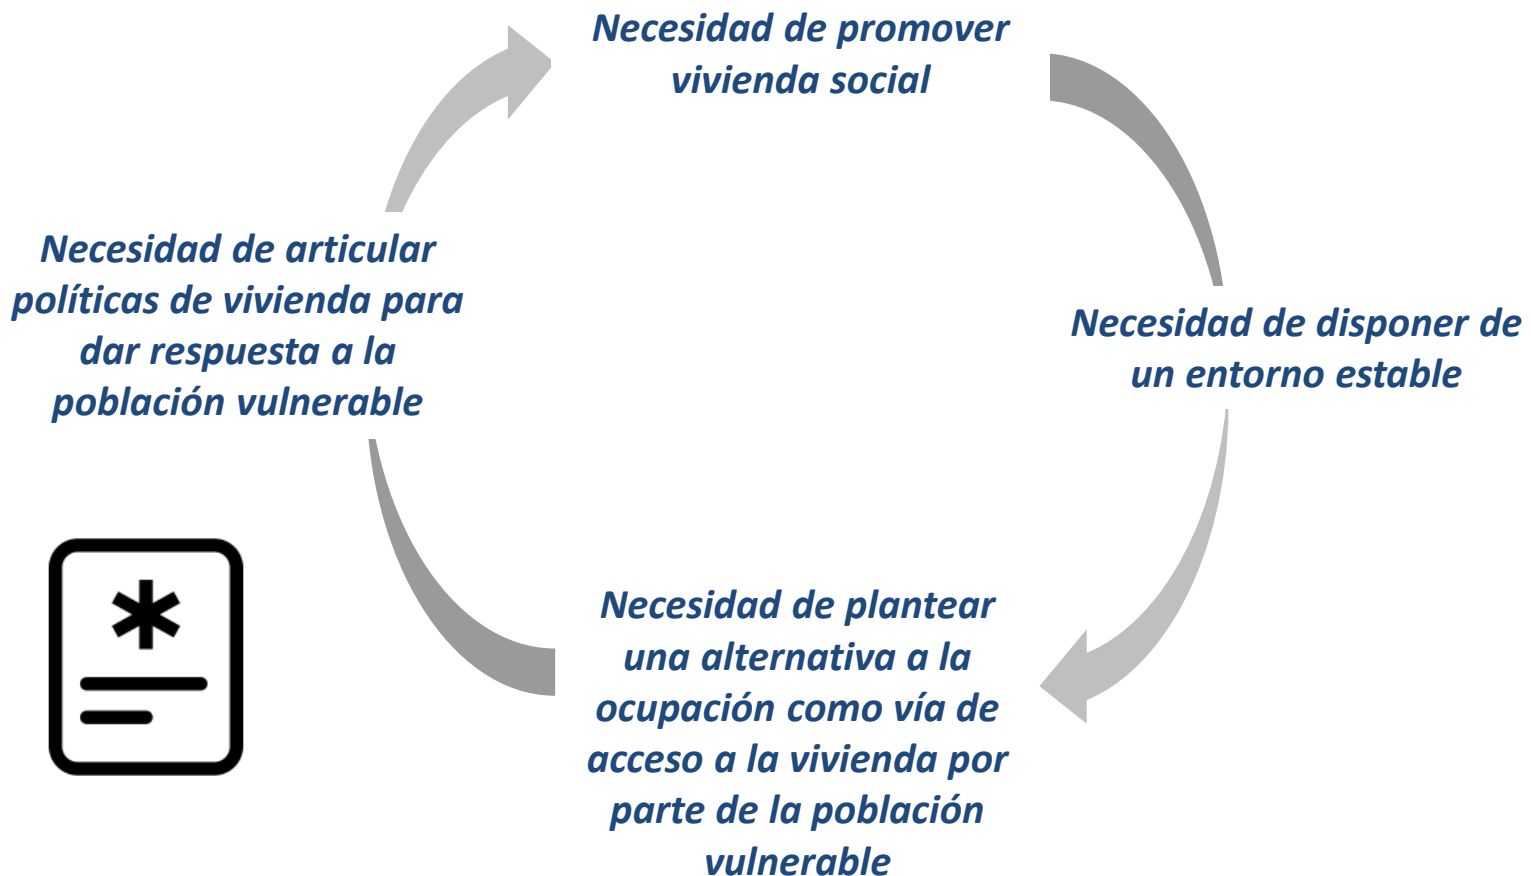 Necesidad de promover
vivienda social
Necesidad de disponer de
un entorno estable
Necesidad de plantear
una alternativa a la
ocupación como vía de
acceso a la vivienda por
parte de la población
vulnerable
Necesidad de articular
políticas de vivienda para
dar respuesta a la
población vulnerable